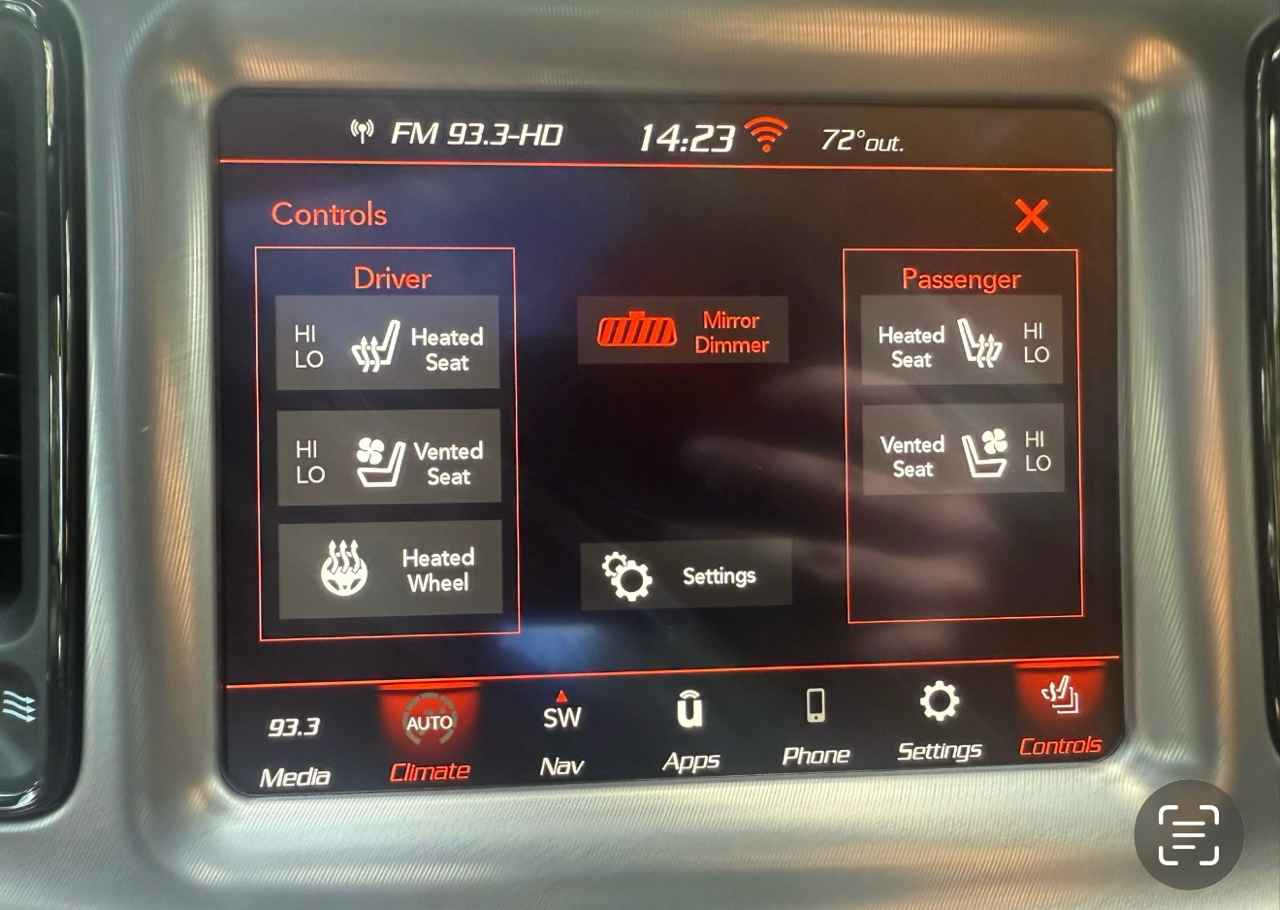 FM 93.3-HD 14:23 72°out.
Controls
Driver
HI
LO
Heated
Seat
HI
LO
Vented
Seat
Heated
Wheel
Mirror
Dimmer
Settings
Passenger
Heated
Seat
HI
LO
Vented
Seat
HI
LO
93.3
Media
AUTO
Climate
SW
Nav
u
Apps
Phone
Settings
Controls